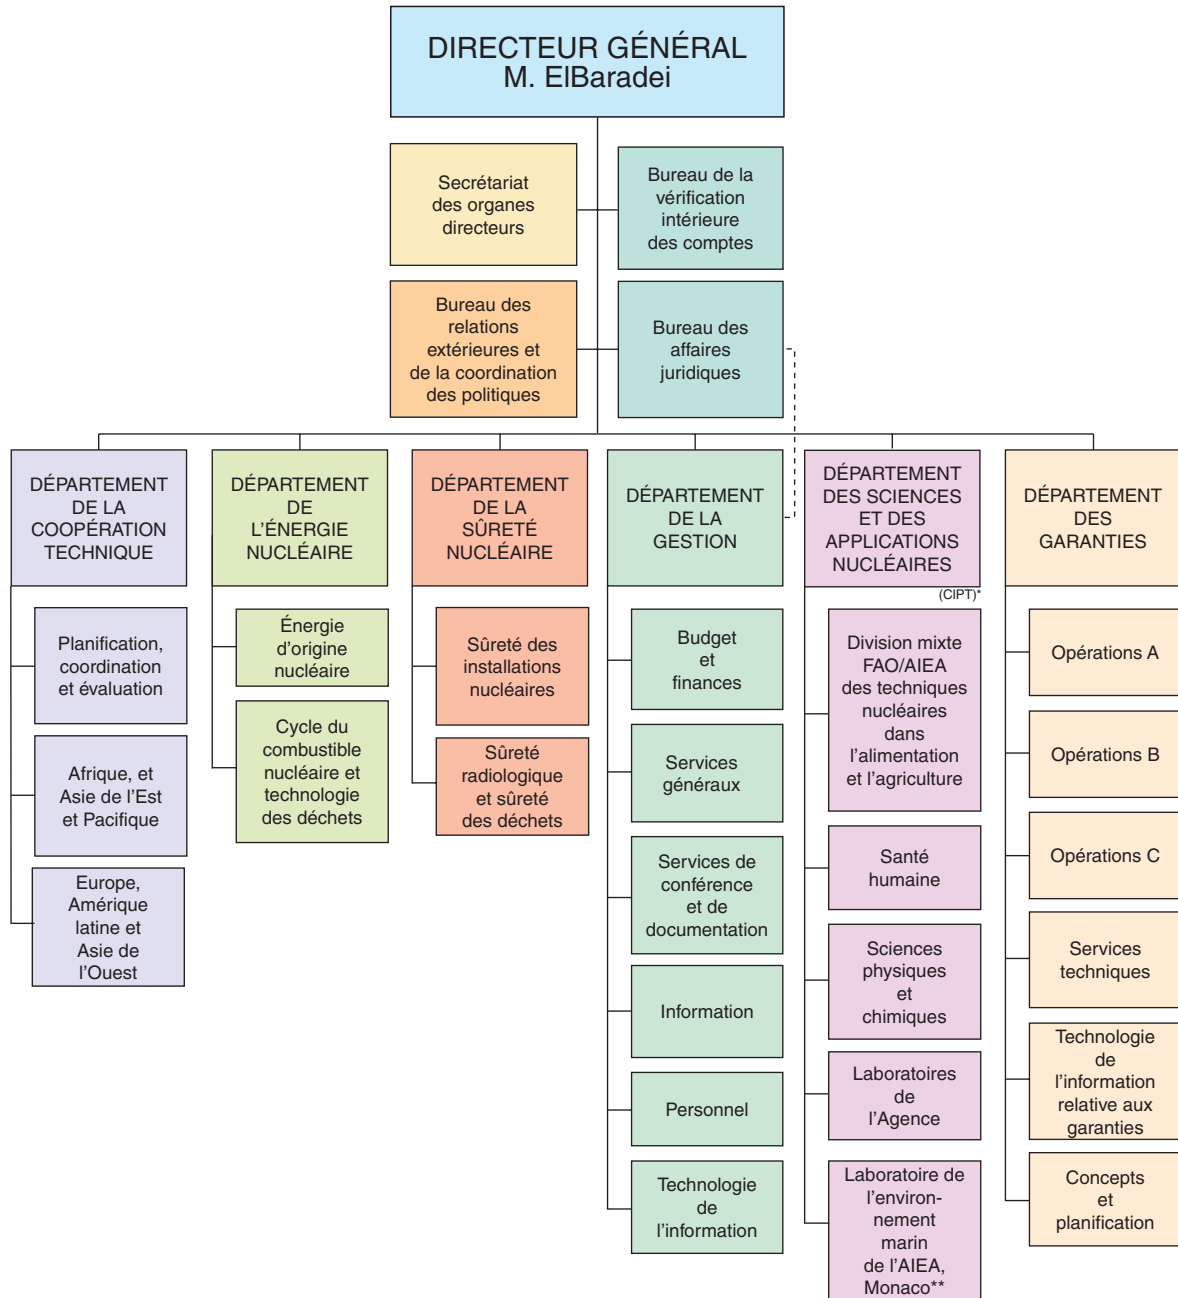 DIRECTEUR GÉNÉRAL
M. ElBaradei
Secrétariat
des organes
directeurs
Bureau de la
vérification
intérieure
des comptes
Bureau des
relations
extérieures et
de la coordination
des politiques
Bureau des
affaires
juridiques
DÉPARTEMENT
DE LA
COOPÉRATION
TECHNIQUE
Planification,
coordination
et évaluation
Afrique, et
Asie de l'Est
et Pacifique
Europe,
Amérique
latine et
Asie de
l'Ouest
DÉPARTEMENT
DE
L'ÉNERGIE
NUCLÉAIRE
Énergie
d'origine
nucléaire
Cycle du
combustible
nucléaire et
technologie
des déchets
DÉPARTEMENT
DE LA
SÛRETÉ
NUCLÉAIRE
Sûreté des
installations
nucléaires
Sûreté
radiologique
et sûreté
des déchets
DÉPARTEMENT
DE LA
GESTION
Budget
et
finances
Services
généraux
Services de
conférence
et de
documentation
Information
Personnel
Technologie
de
l'information
DÉPARTEMENT
DES SCIENCES
ET DES
APPLICATIONS
NUCLÉAIRES
(CIPT)*
Division mixte
FAO/AIEA
des techniques
nucléaires
dans
l'alimentation
et l'agriculture
Santé
humaine
Sciences
physiques
et
chimiques
Laboratoires
de
l'Agence
Laboratoire de
l'environ-
nement
marin
de l'AIEA,
Monaco**
DÉPARTEMENT
DES
GARANTIES
Opérations A
Opérations B
Opérations C
Services
techniques
Technologie
de
l'information
relative aux
garanties
Concepts
et
planification